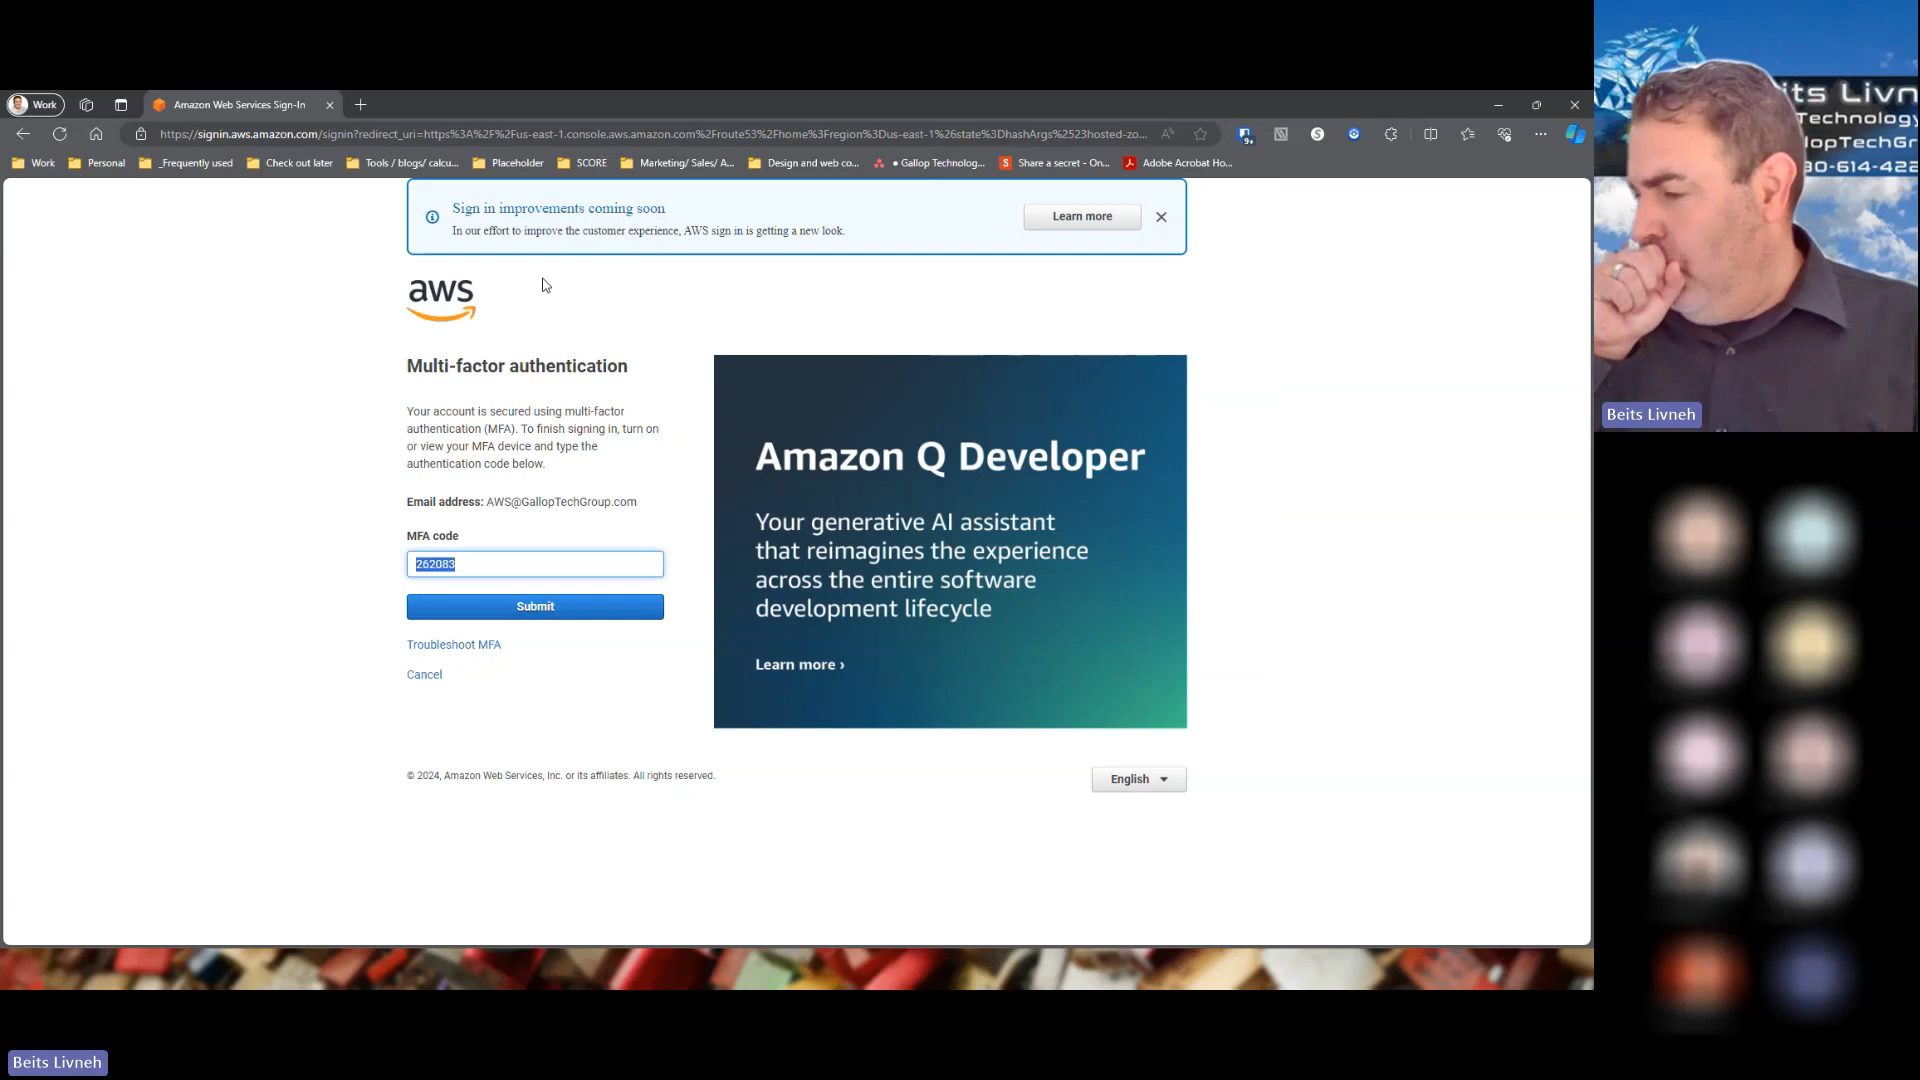 Work
Amazon Web Services Sign-In
https://signin.aws.amazon.com/signin?redirect_uri=https%3A%2F%2Fus-east-1.console.aws.amazon.com%2Froute53%2Fhome%3Fregion%3Dus-east-1%26state%3DhashArgs%2523hosted-zo...
Work
Personal
_Frequently used
Check out later
Tools / blogs/ calcu...
Placeholder
SCORE
Marketing/ Sales/ A...
Design and web co...
● Gallop Technolog...
Share a secret - On...
Adobe Acrobat Ho...
Sign in improvements coming soon
In our effort to improve the customer experience, AWS sign in is getting a new look.
Learn more
aws
Multi-factor authentication
Your account is secured using multi-factor
authentication (MFA). To finish signing in, turn on
or view your MFA device and type the
authentication code below.
Email address: AWS@GallopTechGroup.com
MFA code
262083
Submit
Troubleshoot MFA
Cancel
Amazon Q Developer
Your generative AI assistant
that reimagines the experience
across the entire software
development lifecycle
Learn more ›
© 2024, Amazon Web Services, Inc. or its affiliates. All rights reserved.
English
its Livn
Technology
lopTechGr
80-614-422
Beits Livneh
Beits Livneh